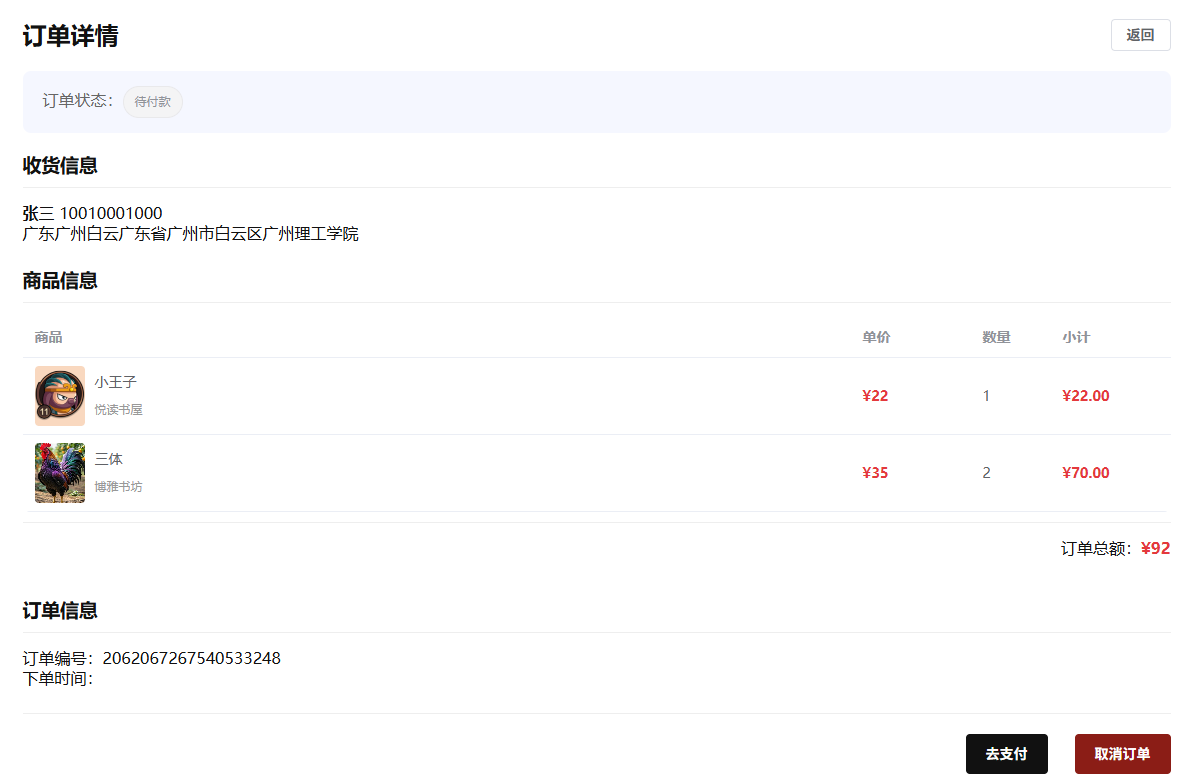 订单详情
返回
订单状态： 待付款
收货信息
张三 10010001000
广东广州白云广东省广州市白云区广州理工学院
商品信息
商品 单价 数量 小计
小王子
悦读书屋
11
¥22 1 ¥22.00
三体
博雅书坊
¥35 2 ¥70.00
订单总额：¥92
订单信息
订单编号：2062067267540533248
下单时间：
去支付 取消订单